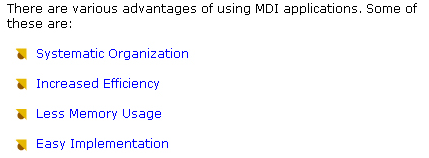 There are various advantages of using MDI applications. Some of
these are:
Systematic Organization
Increased Efficiency
Less Memory Usage
Easy Implementation